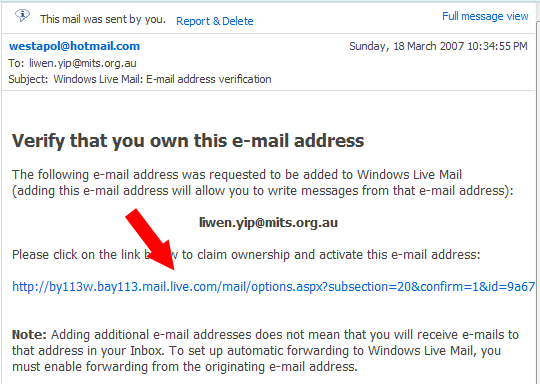 This mail was sent by you. Report & Delete Full message view
westapol@hotmail.com Sunday, 18 March 2007 10:34:55 PM
To: liwen.yip@mits.org.au
Subject: Windows Live Mail: E-mail address verification
Verify that you own this e-mail address
The following e-mail address was requested to be added to Windows Live Mail
(adding this e-mail address will allow you to write messages from that e-mail address):
liwen.yip@mits.org.au
Please click on the link to claim ownership and activate this e-mail address:
http://by113w.bay113.mail.live.com/mail/options.aspx?subsection=20&confirm=1&id=9a67
Note: Adding additional e-mail addresses does not mean that you will receive e-mails to
that address in your Inbox. To set up automatic forwarding to Windows Live Mail, you
must enable forwarding from the originating e-mail address.